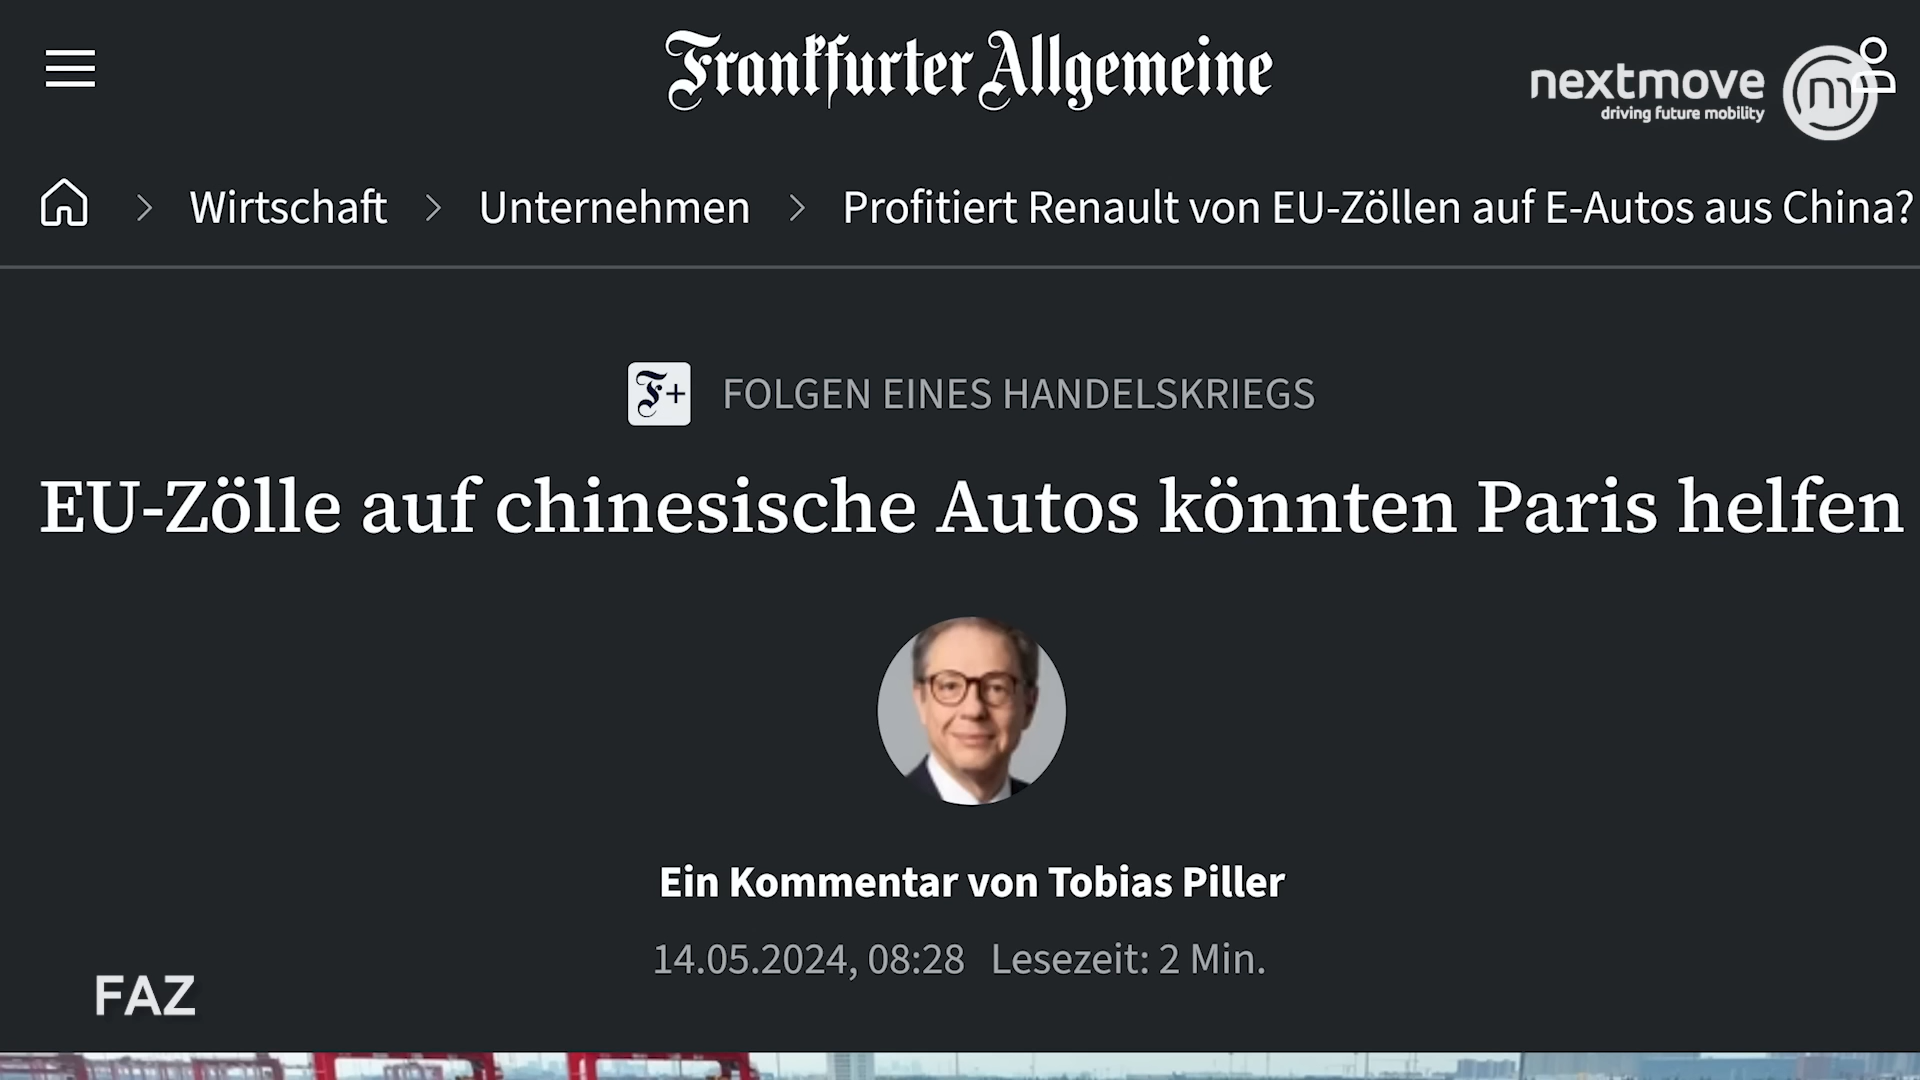 Frankfurter Allgemeine
nextmove
driving future mobility
m
Wirtschaft > Unternehmen > Profitiert Renault von EU-Zöllen auf E-Autos aus China?
F+ FOLGEN EINES HANDELSKRIEGS
EU-Zölle auf chinesische Autos könnten Paris helfen
Ein Kommentar von Tobias Piller
14.05.2024, 08:28 Lesezeit: 2 Min.
FAZ